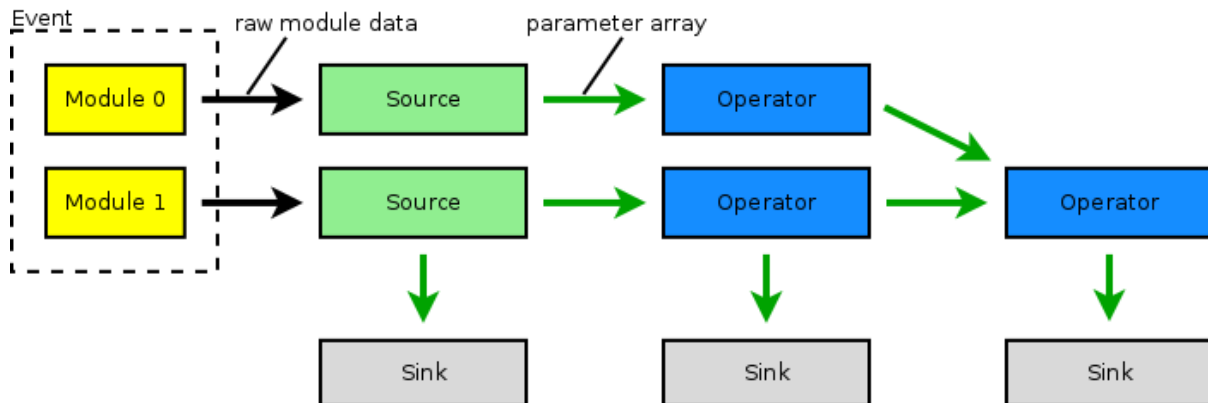 Event
raw module data
parameter array
Module 0
Source
Operator
Module 1
Source
Operator
Operator
Sink
Sink
Sink